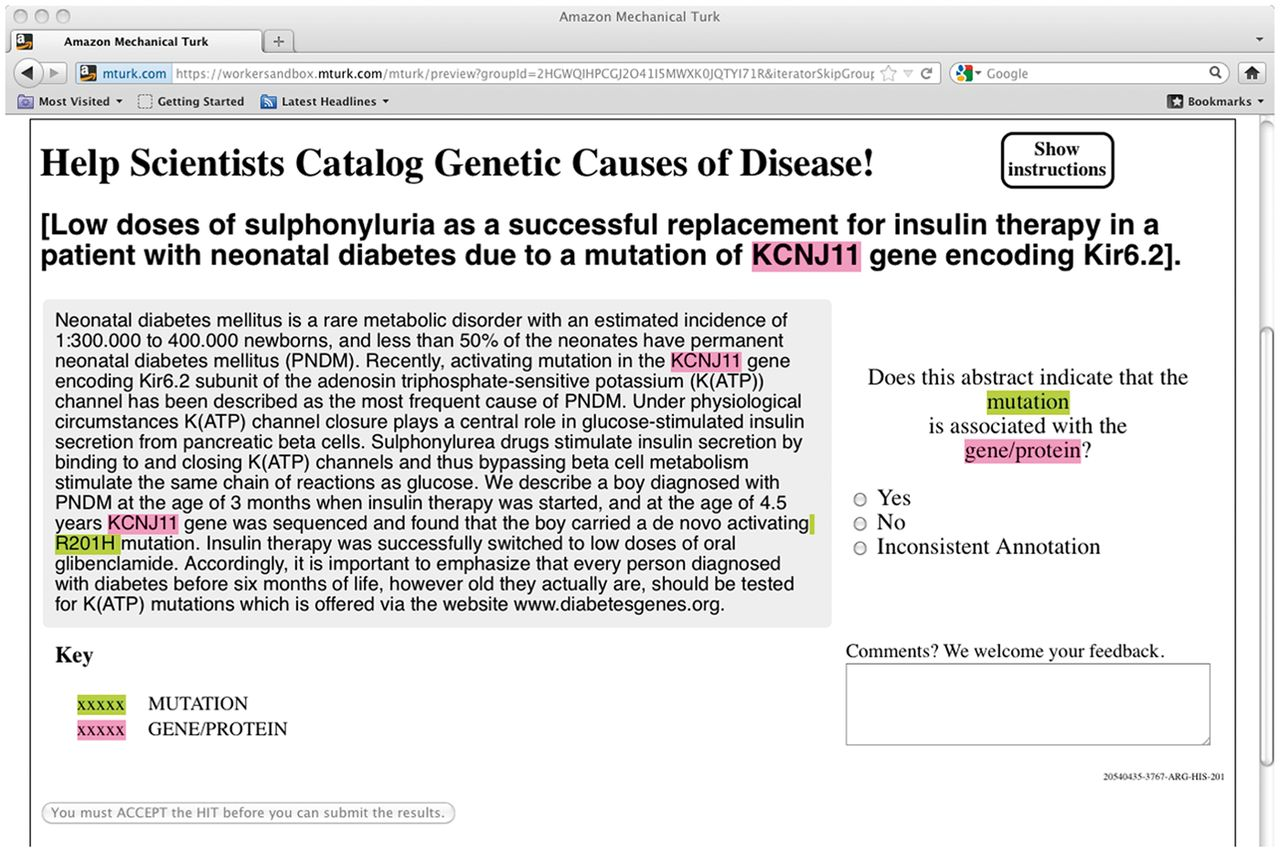 Amazon Mechanical Turk
Amazon Mechanical Turk
mturk.com https://workersandbox.mturk.com/mturk/preview?groupId=2HGWQIHPCGJ2O41I5MWXK0JQTYI71R&iteratorSkipGroup
Google
Most Visited
Getting Started
Latest Headlines
Bookmarks
Help Scientists Catalog Genetic Causes of Disease!
Show
instructions
[Low doses of sulphonyluria as a successful replacement for insulin therapy in a
patient with neonatal diabetes due to a mutation of KCNJ11 gene encoding Kir6.2].
Neonatal diabetes mellitus is a rare metabolic disorder with an estimated incidence of
1:300.000 to 400.000 newborns, and less than 50% of the neonates have permanent
neonatal diabetes mellitus (PNDM). Recently, activating mutation in the KCNJ11 gene
encoding Kir6.2 subunit of the adenosin triphosphate-sensitive potassium (K(ATP))
channel has been described as the most frequent cause of PNDM. Under physiological
circumstances K(ATP) channel closure plays a central role in glucose-stimulated insulin
secretion from pancreatic beta cells. Sulphonylurea drugs stimulate insulin secretion by
binding to and closing K(ATP) channels and thus bypassing beta cell metabolism
stimulate the same chain of reactions as glucose. We describe a boy diagnosed with
PNDM at the age of 3 months when insulin therapy was started, and at the age of 4.5
years KCNJ11 gene was sequenced and found that the boy carried a de novo activating
R201H mutation. Insulin therapy was successfully switched to low doses of oral
glibenclamide. Accordingly, it is important to emphasize that every person diagnosed
with diabetes before six months of life, however old they actually are, should be tested
for K(ATP) mutations which is offered via the website www.diabetesgenes.org.
Does this abstract indicate that the
mutation
is associated with the
gene/protein?
Yes
No
Inconsistent Annotation
Key
xxxxx MUTATION
xxxxx GENE/PROTEIN
Comments? We welcome your feedback.
20540435-3767-ARG-HIS-201
You must ACCEPT the HIT before you can submit the results.